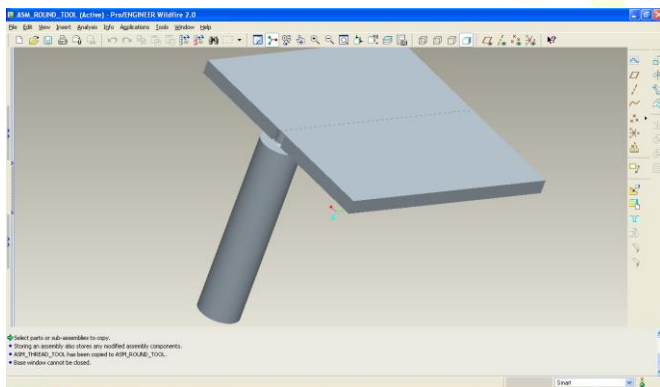 ASM_ROUND_TOOL (Active) - Pro/ENGINEER Wildfire 2.0
File Edit View Insert Analysis Info Applications Tools Window Help
Select parts or sub-assemblies to copy.
Storing an assembly also stores any modified assembly components.
ASM_THREAD_TOOL has been copied to ASM_ROUND_TOOL.
Base window cannot be closed.
Smart